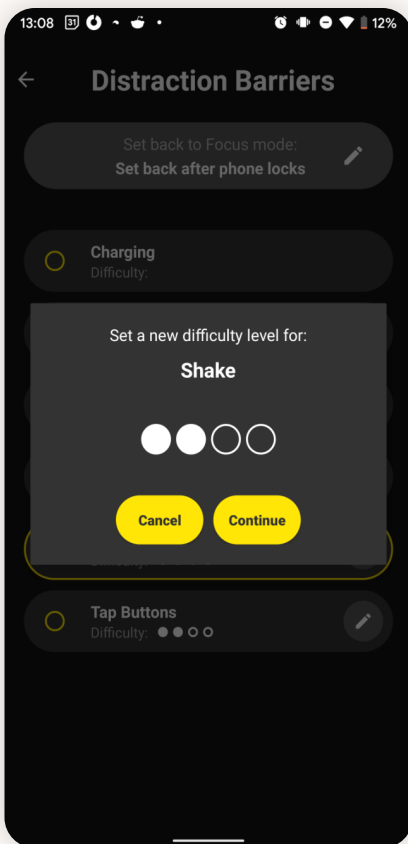 13:08 31 12%
Distraction Barriers
Set back to Focus mode:
Set back after phone locks
Charging
Difficulty:
Set a new difficulty level for:
Shake
Cancel Continue
Tap Buttons
Difficulty: